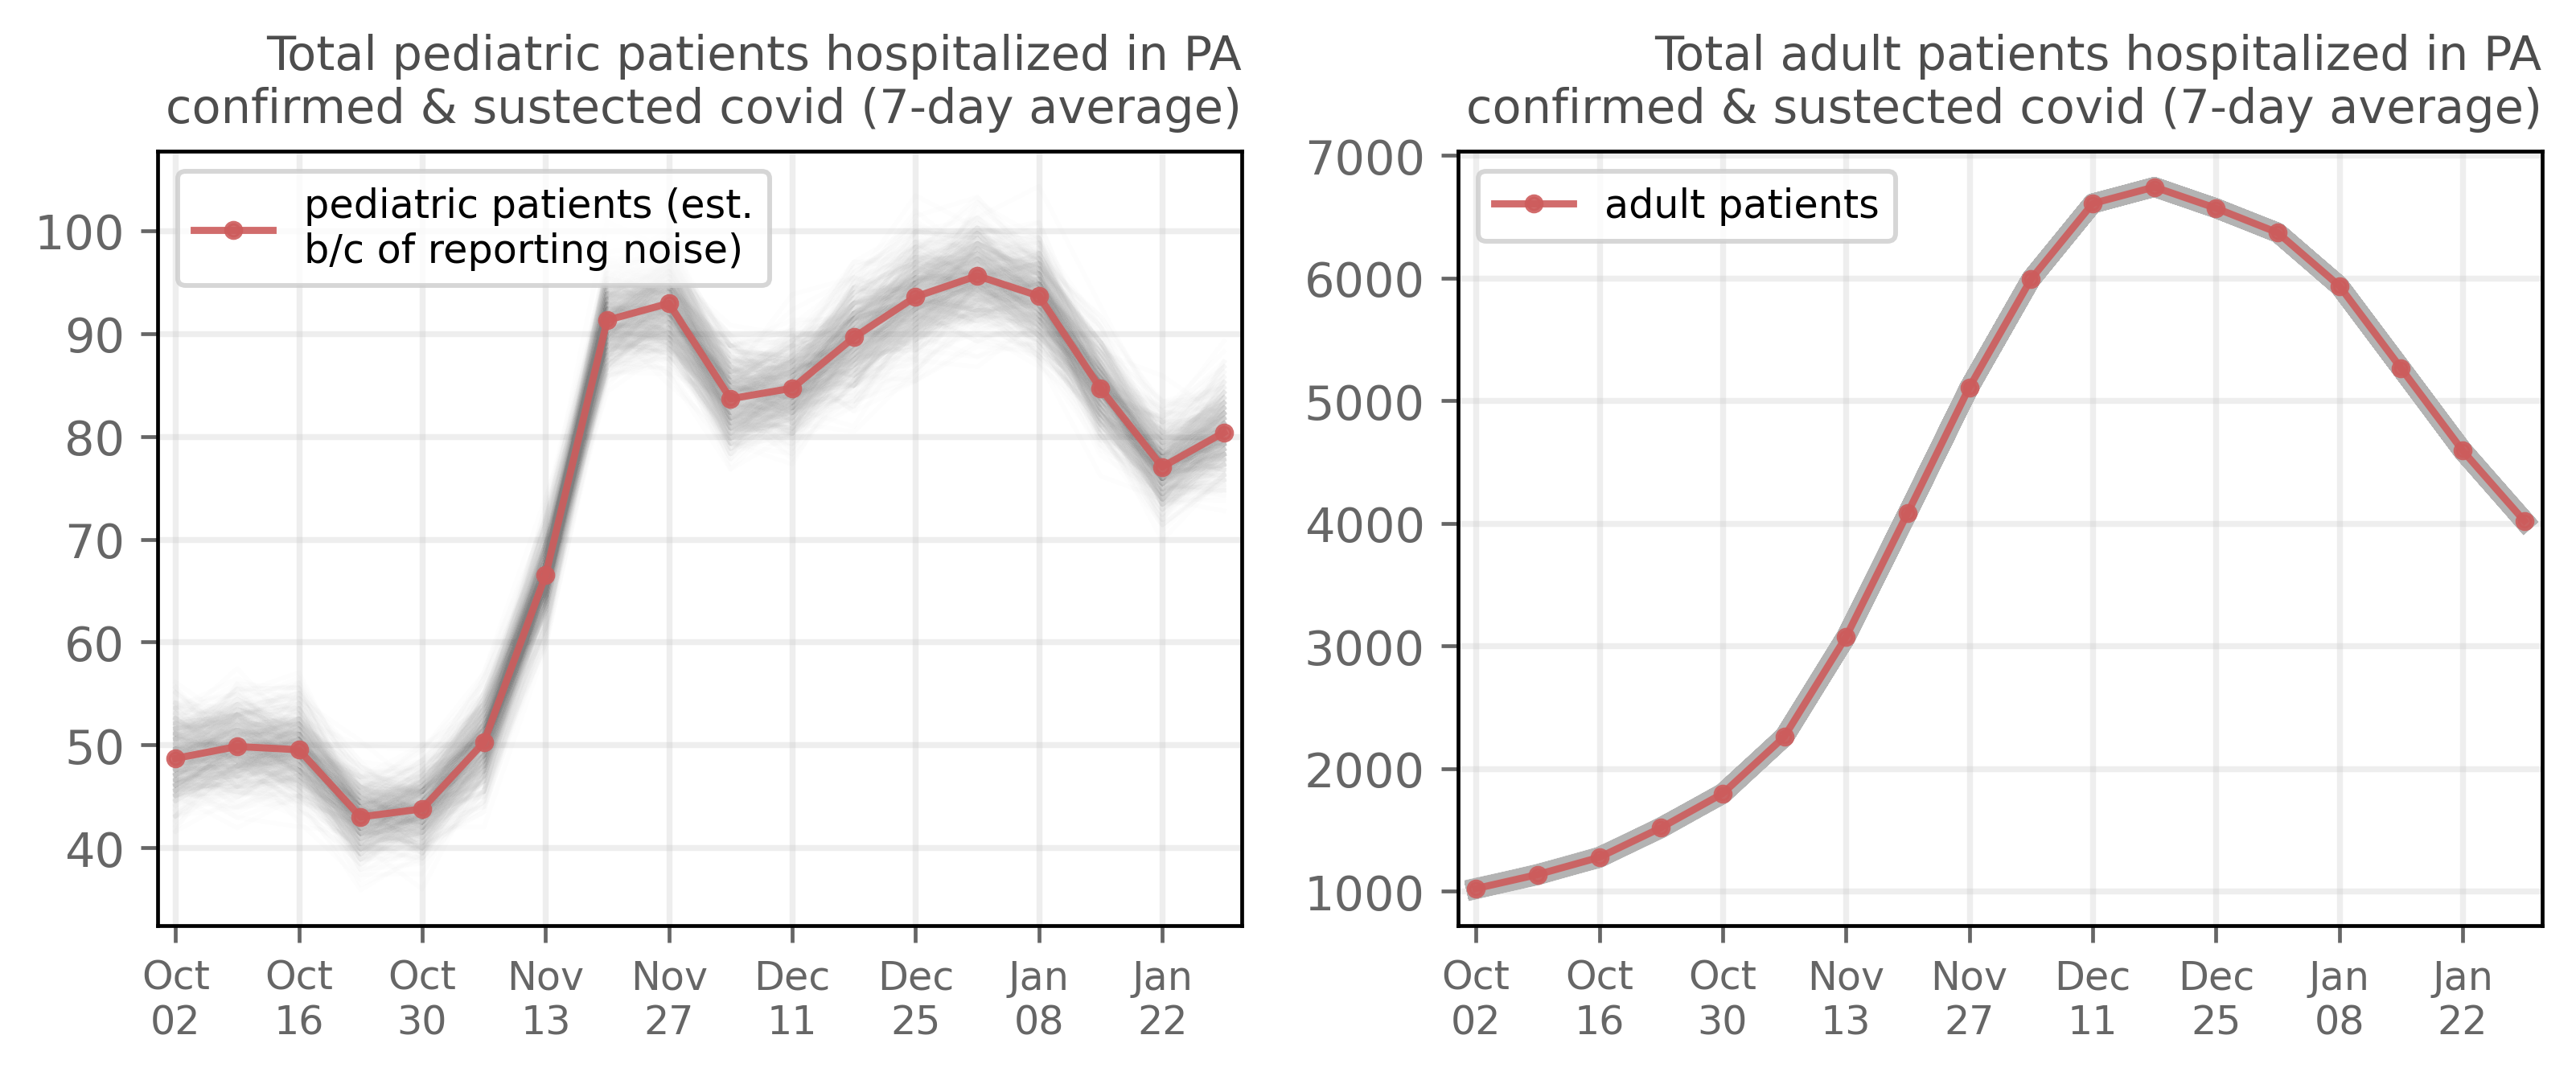 Total pediatric patients hospitalized in PA
confirmed & sustected covid (7-day average)
pediatric patients (est.
b/c of reporting noise)
100
90
80
70
60
50
40
Oct Oct Oct Nov Nov Dec Dec Jan Jan
02 16 30 13 27 11 25 08 22
Total adult patients hospitalized in PA
confirmed & sustected covid (7-day average)
adult patients
7000
6000
5000
4000
3000
2000
1000
Oct Oct Oct Nov Nov Dec Dec Jan Jan
02 16 30 13 27 11 25 08 22